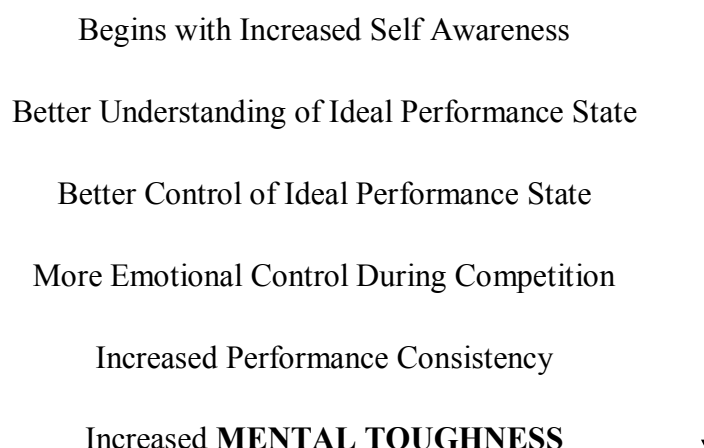 Begins with Increased Self Awareness
Better Understanding of Ideal Performance State
Better Control of Ideal Performance State
More Emotional Control During Competition
Increased Performance Consistency
Increased MENTAL TOUGHNESS